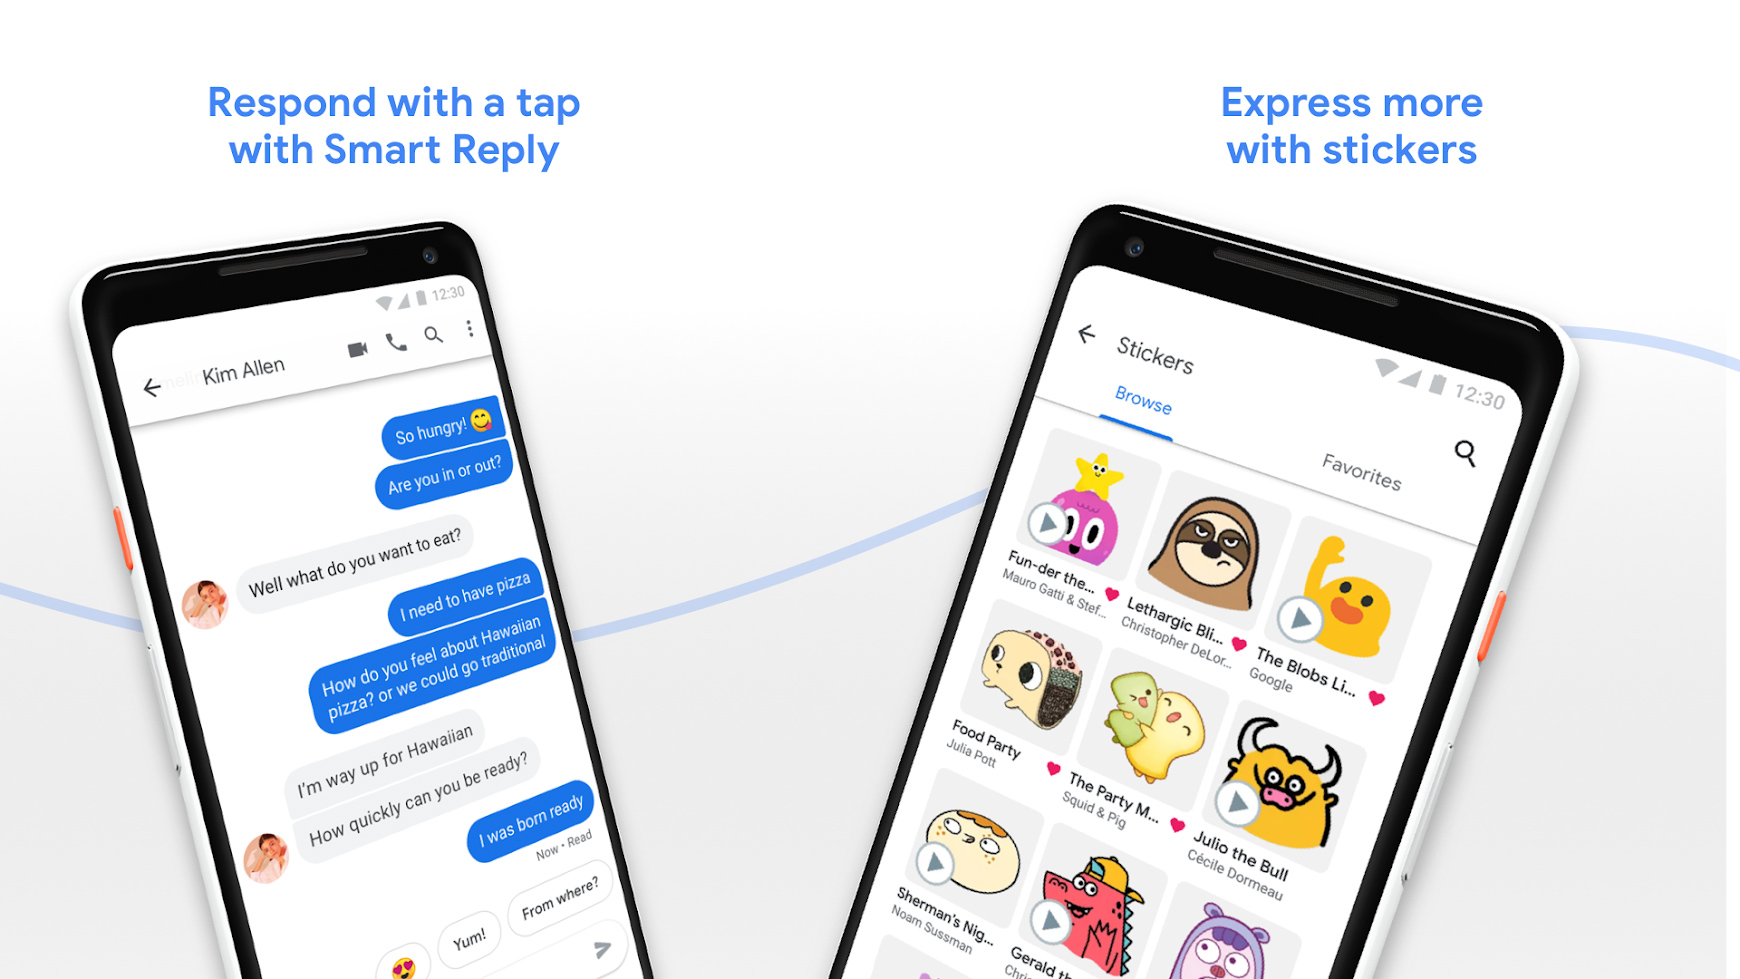 Respond with a tap
with Smart Reply
12:30
Kim Allen
So hungry! 😋
Are you in or out?
Well what do you want to eat?
I need to have pizza
How do you feel about Hawaiian
pizza? or we could go traditional
I'm way up for Hawaiian
How quickly can you be ready?
I was born ready
Now • Read
😍
Yum!
From where?
Express more
with stickers
12:30
Stickers
Browse
Favorites
Fun-der the...
Mauro Gatti & Stef...
Lethargic Bli...
Christopher DeLor...
The Blobs Li...
Google
Food Party
Julia Pott
The Party M...
Squid & Pig
Julio the Bull
Cécile Dormeau
Sherman's Nig...
Noam Sussman
Gerald th
Chri